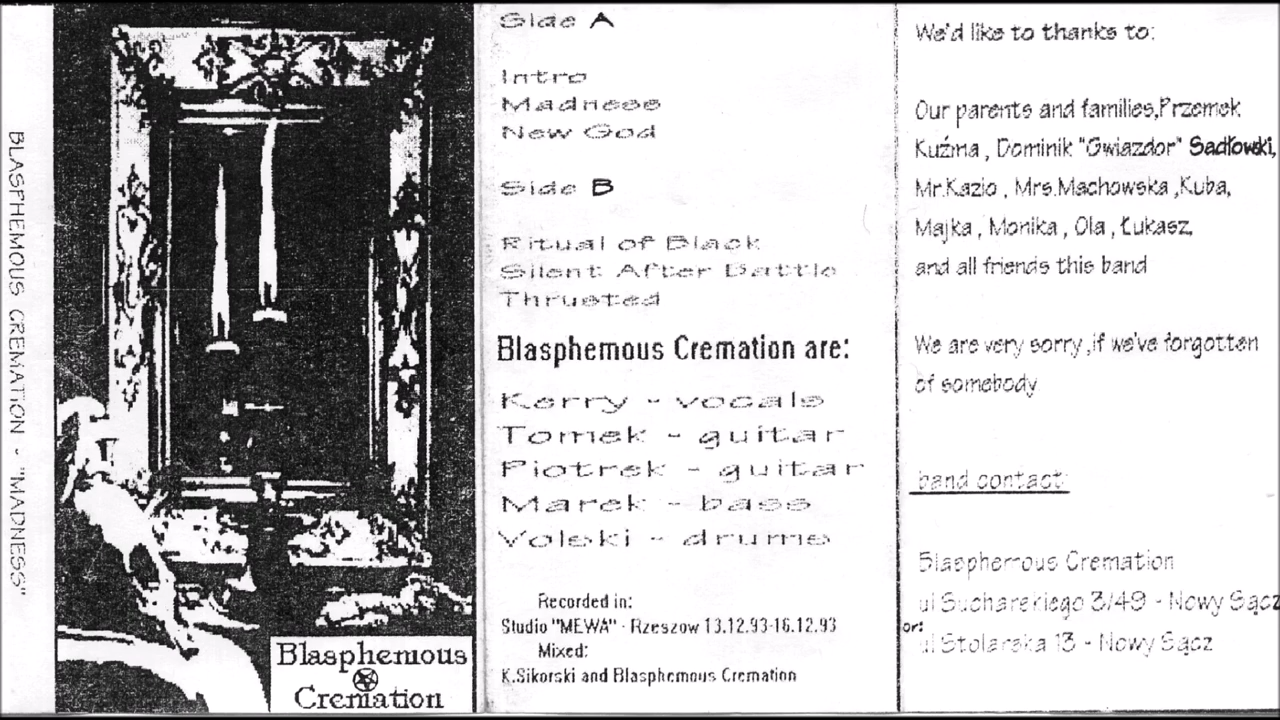 BLASPHEMOUS CREMATION - "MADNESS"
Blasphemous
Cremation
Side A
Intro
Madness
New God
Side B
Ritual of Black
Silent After Battle
Thrusted
Blasphemous Cremation are:
Kerry - vocals
Tomek - guitar
Piotrek - guitar
Marek - bass
Volski - drums
Recorded in:
Studio "MEWA" - Rzeszow 13.12.93-16.12.93
Mixed:
K.Sikorski and Blasphemous Cremation
We'd like to thanks to:
Our parents and families,Przemek
Kuźma , Dominik "Gwiazdor" Sadłowski,
Mr.Kazio , Mrs.Machowska ,Kuba,
Majka , Monika , Ola , Łukasz,
and all friends this band
We are very sorry ,if we've forgotten
of somebody
band contact:
Blasphemous Cremation
ul Sucharskiego 3/49 - Nowy Sącz
or:
ul Stolarska 13 - Nowy Sącz